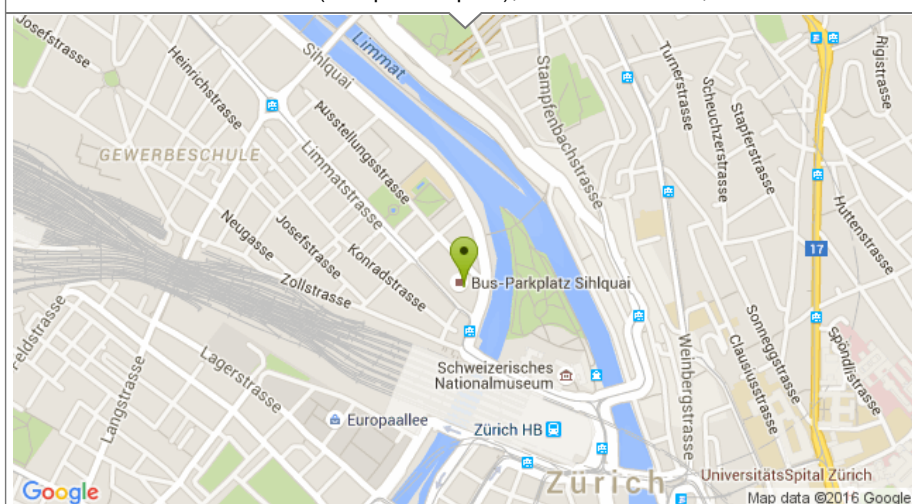 Josefstrasse
Heinrichstrasse
Sihlquai
Limmat
Stampfenbachstrasse
Turnerstrasse
Scheuchzerstrasse
Stapferstrasse
Rigistrasse
Ausstellungsstrasse
GEWERBESCHULE
Limmatstrasse
Huttenstrasse
Neugasse
Josefstrasse
Konradstrasse
Zollstrasse
17
Bus-Parkplatz Sihlquai
Feldstrasse
Langstrasse
Lagerstrasse
Schweizerisches
Nationalmuseum
Weinbergstrasse
Clausiusstrasse
Sonneggstrasse
Spöndlistrasse
Europaallee
Zürich HB
Zürich
UniversitätsSpital Zürich
Google
Map data ©2016 Google